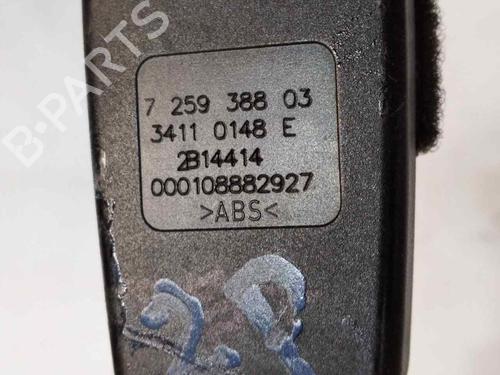 B-PARTS
7 259 388 03
3411 0148 E
2B14414
000108882927
>ABS<